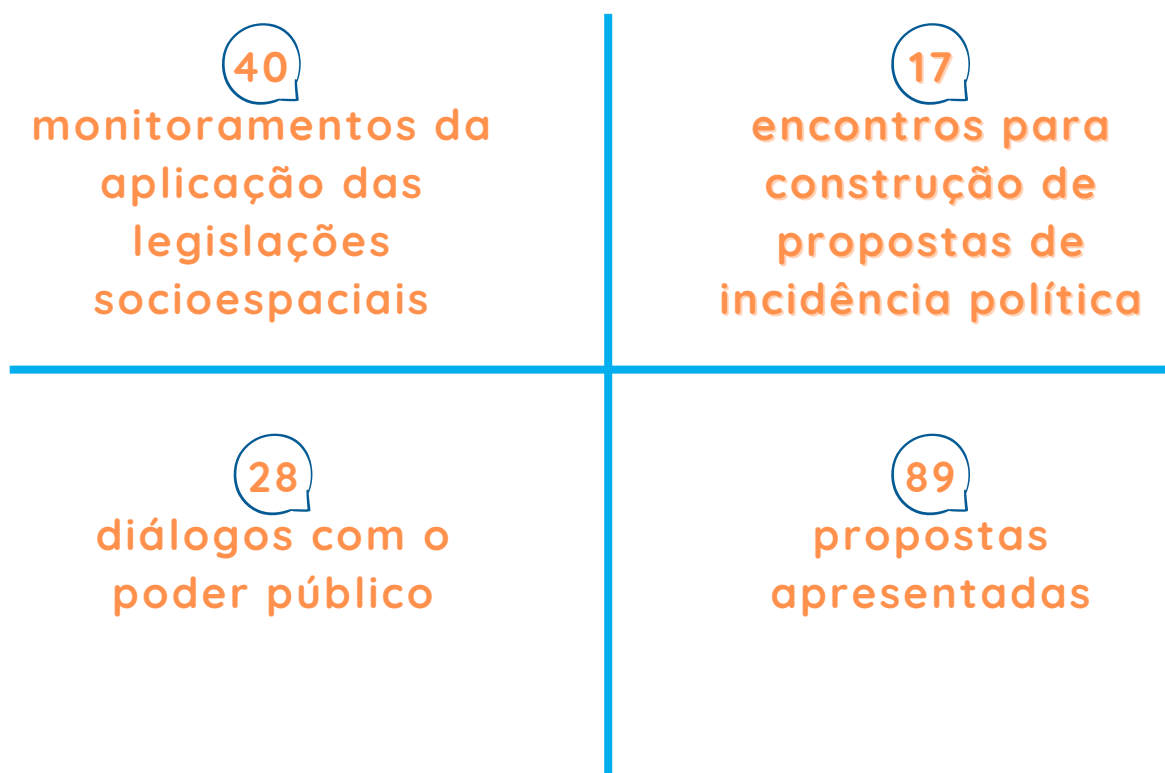 40
monitoramentos da
aplicação das
legislações
socioespaciais
17
encontros para
construção de
propostas de
incidência política
28
diálogos com o
poder público
89
propostas
apresentadas